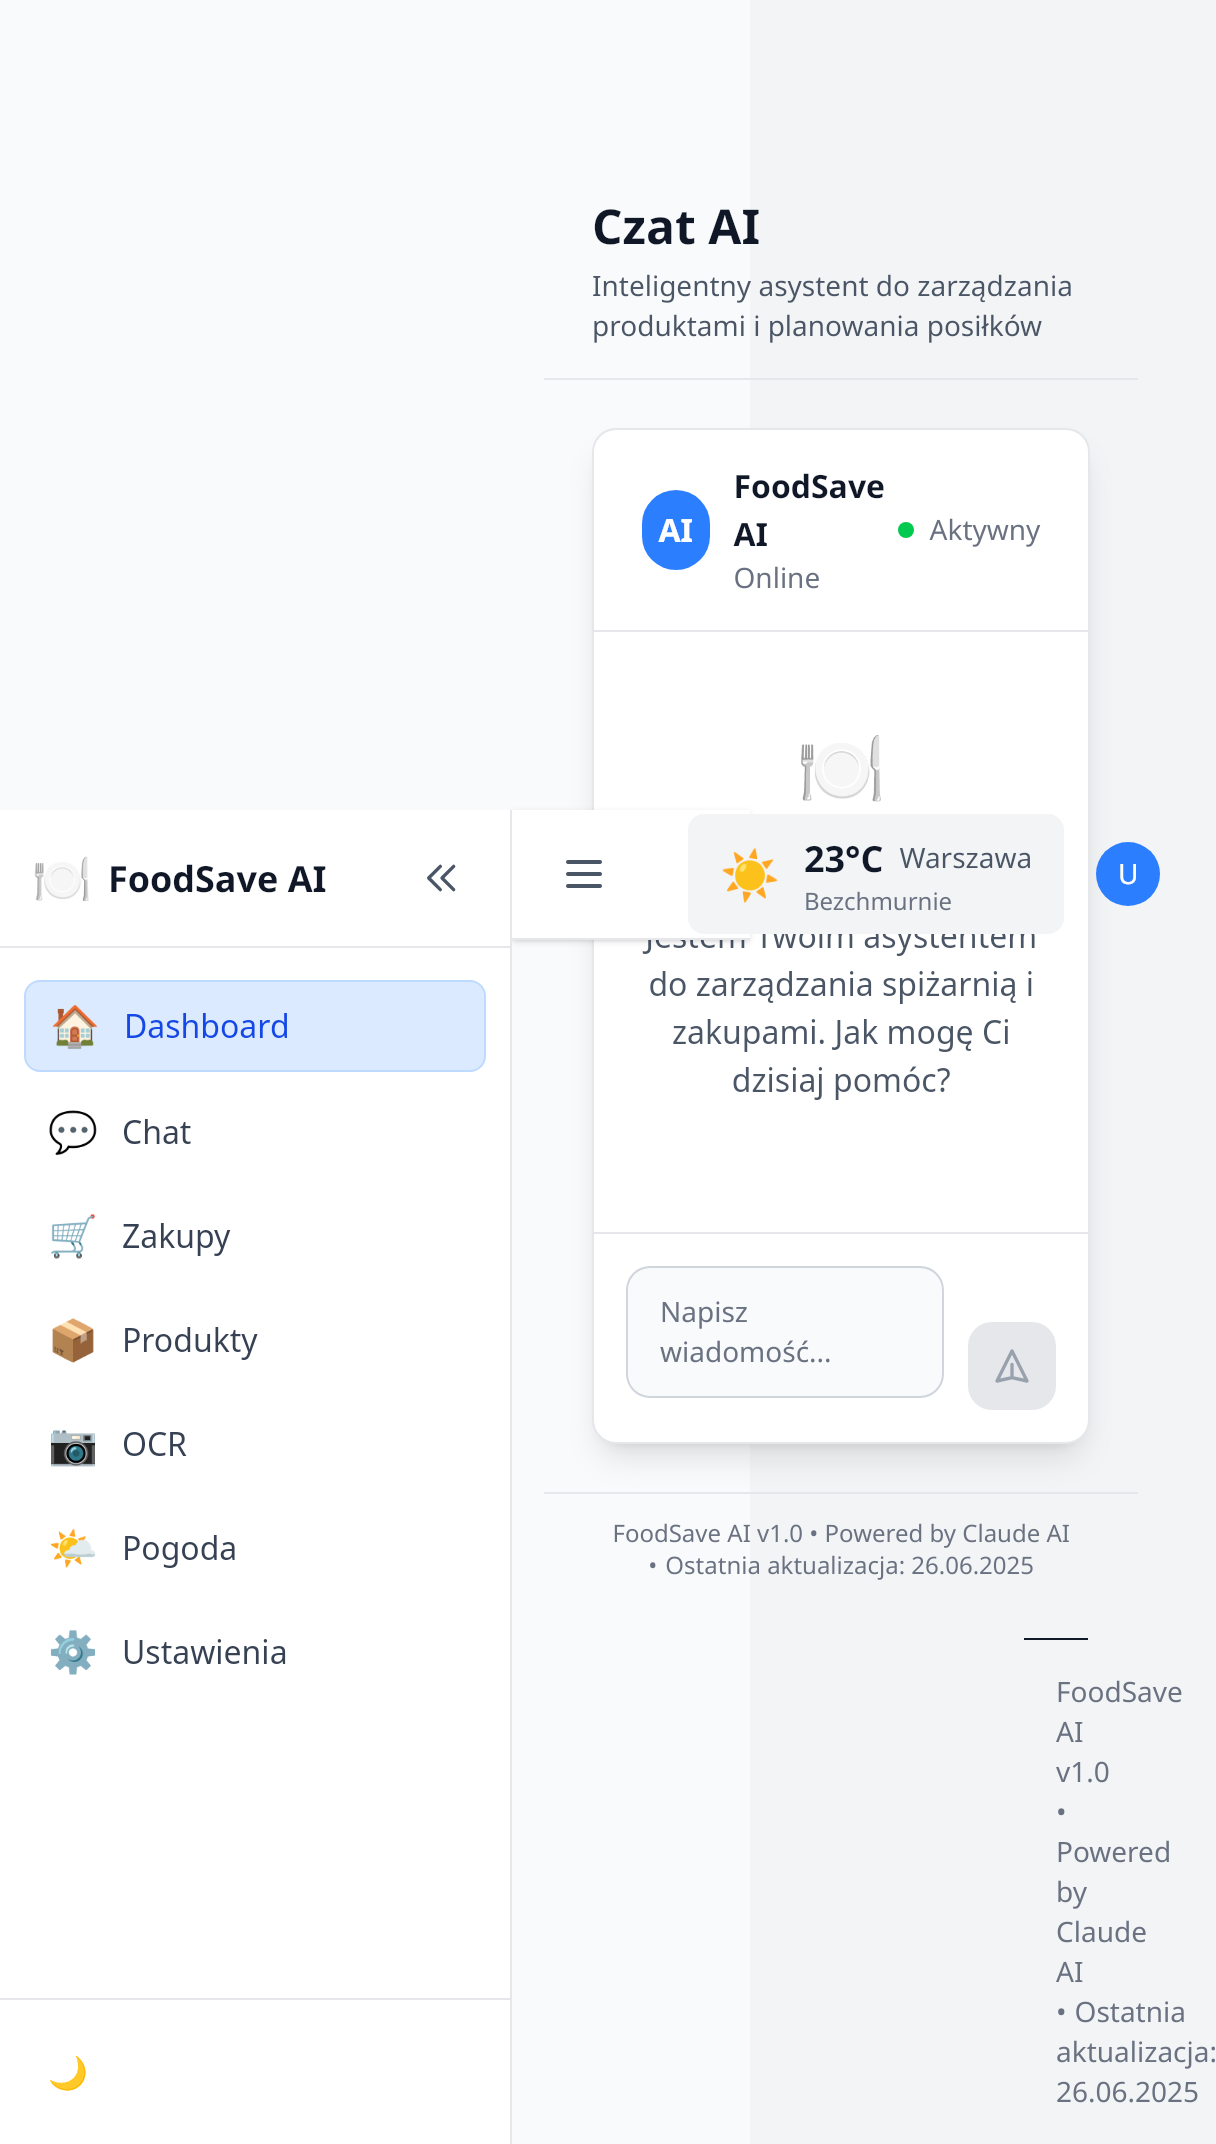 Czat AI
Inteligentny asystent do zarządzania
produktami i planowania posiłków
AI
FoodSave
AI
Online
Aktywny
FoodSave AI
23°C Warszawa
Bezchmurnie
U
Jestem Twoim asystentem
do zarządzania spiżarnią i
zakupami. Jak mogę Ci
dzisiaj pomóc?
Dashboard
Chat
Zakupy
Produkty
OCR
Pogoda
Ustawienia
Napisz
wiadomość...
FoodSave AI v1.0 • Powered by Claude AI
• Ostatnia aktualizacja: 26.06.2025
FoodSave
AI
v1.0
•
Powered
by
Claude
AI
• Ostatnia
aktualizacja:
26.06.2025